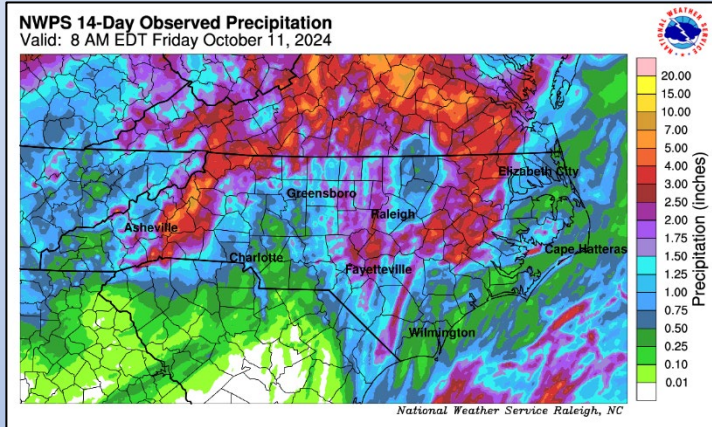 NWPS 14-Day Observed Precipitation
Valid: 8 AM EDT Friday October 11, 2024
NATIONAL WEATHER SERVICE
20.00
15.00
10.00
7.00
5.00
4.00
3.00
2.50
2.00
1.75
1.50
1.25
1.00
0.75
0.50
0.25
0.10
0.01
Precipitation (inches)
Elizabeth City
Greensboro
Raleigh
Asheville
Cape Hatteras
Charlotte
Fayetteville
Wilmington
National Weather Service Raleigh, NC